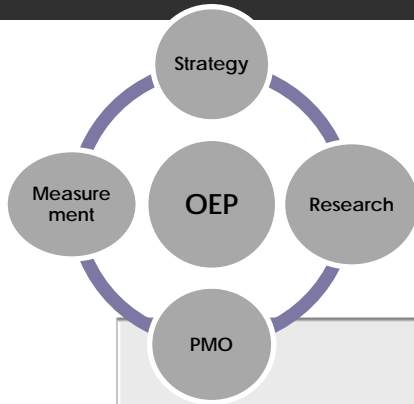 Strategy
Measure
ment
OEP
Research
PMO